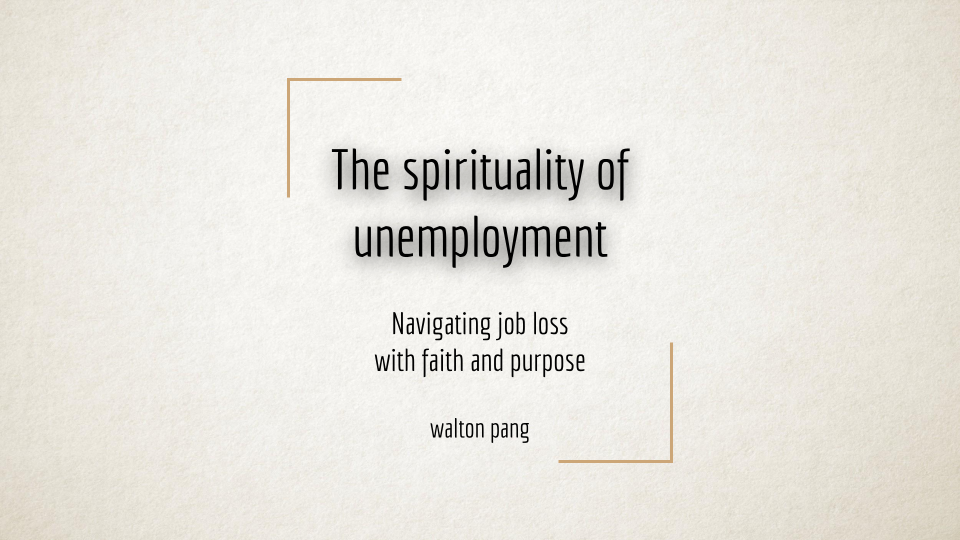 The spirituality of
unemployment
Navigating job loss
with faith and purpose
walton pang